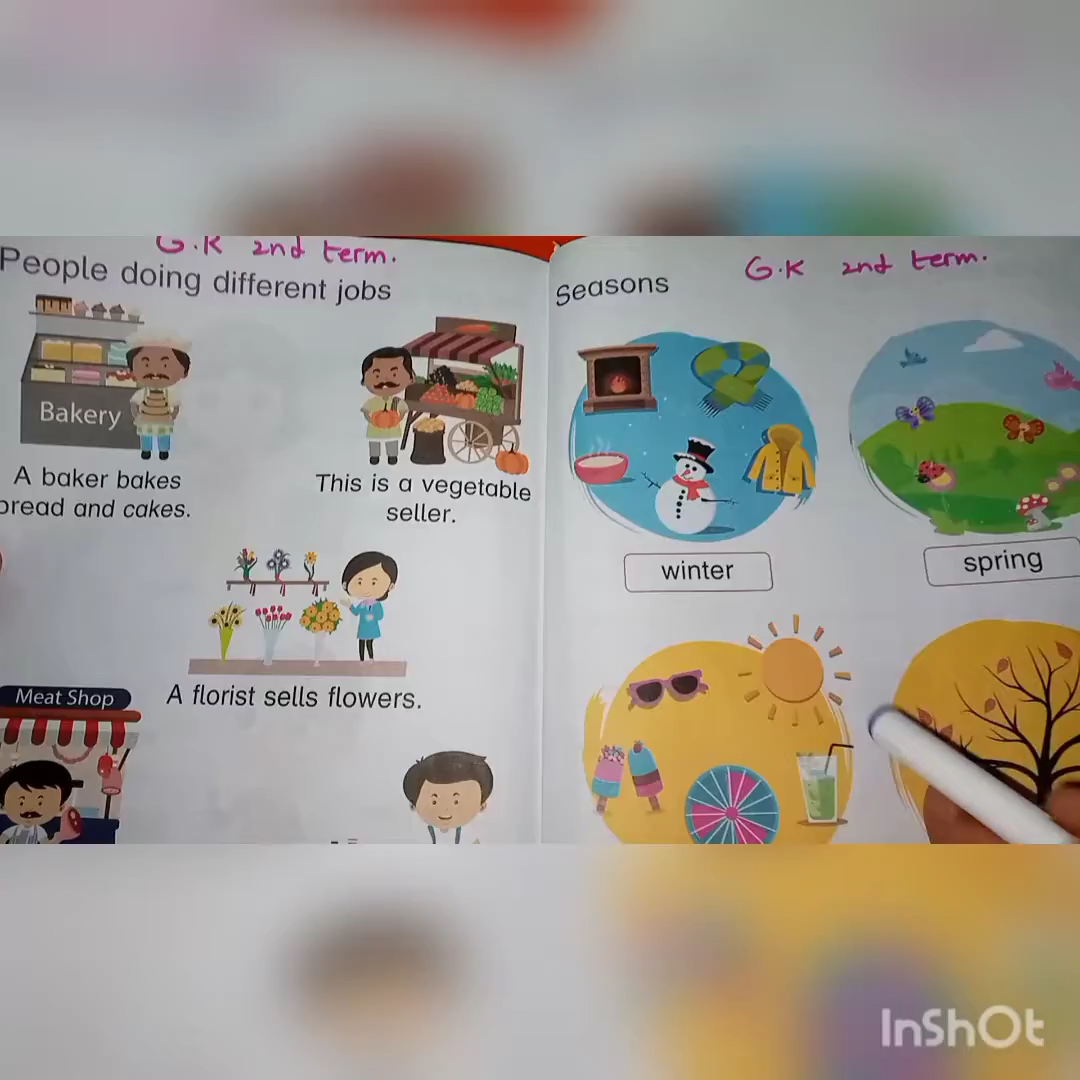 G.K 2nd term.
People doing different jobs
Bakery
A baker bakes
bread and cakes.
This is a vegetable
seller.
A florist sells flowers.
Meat Shop
G.K 2nd term.
Seasons
winter
spring
InShOt